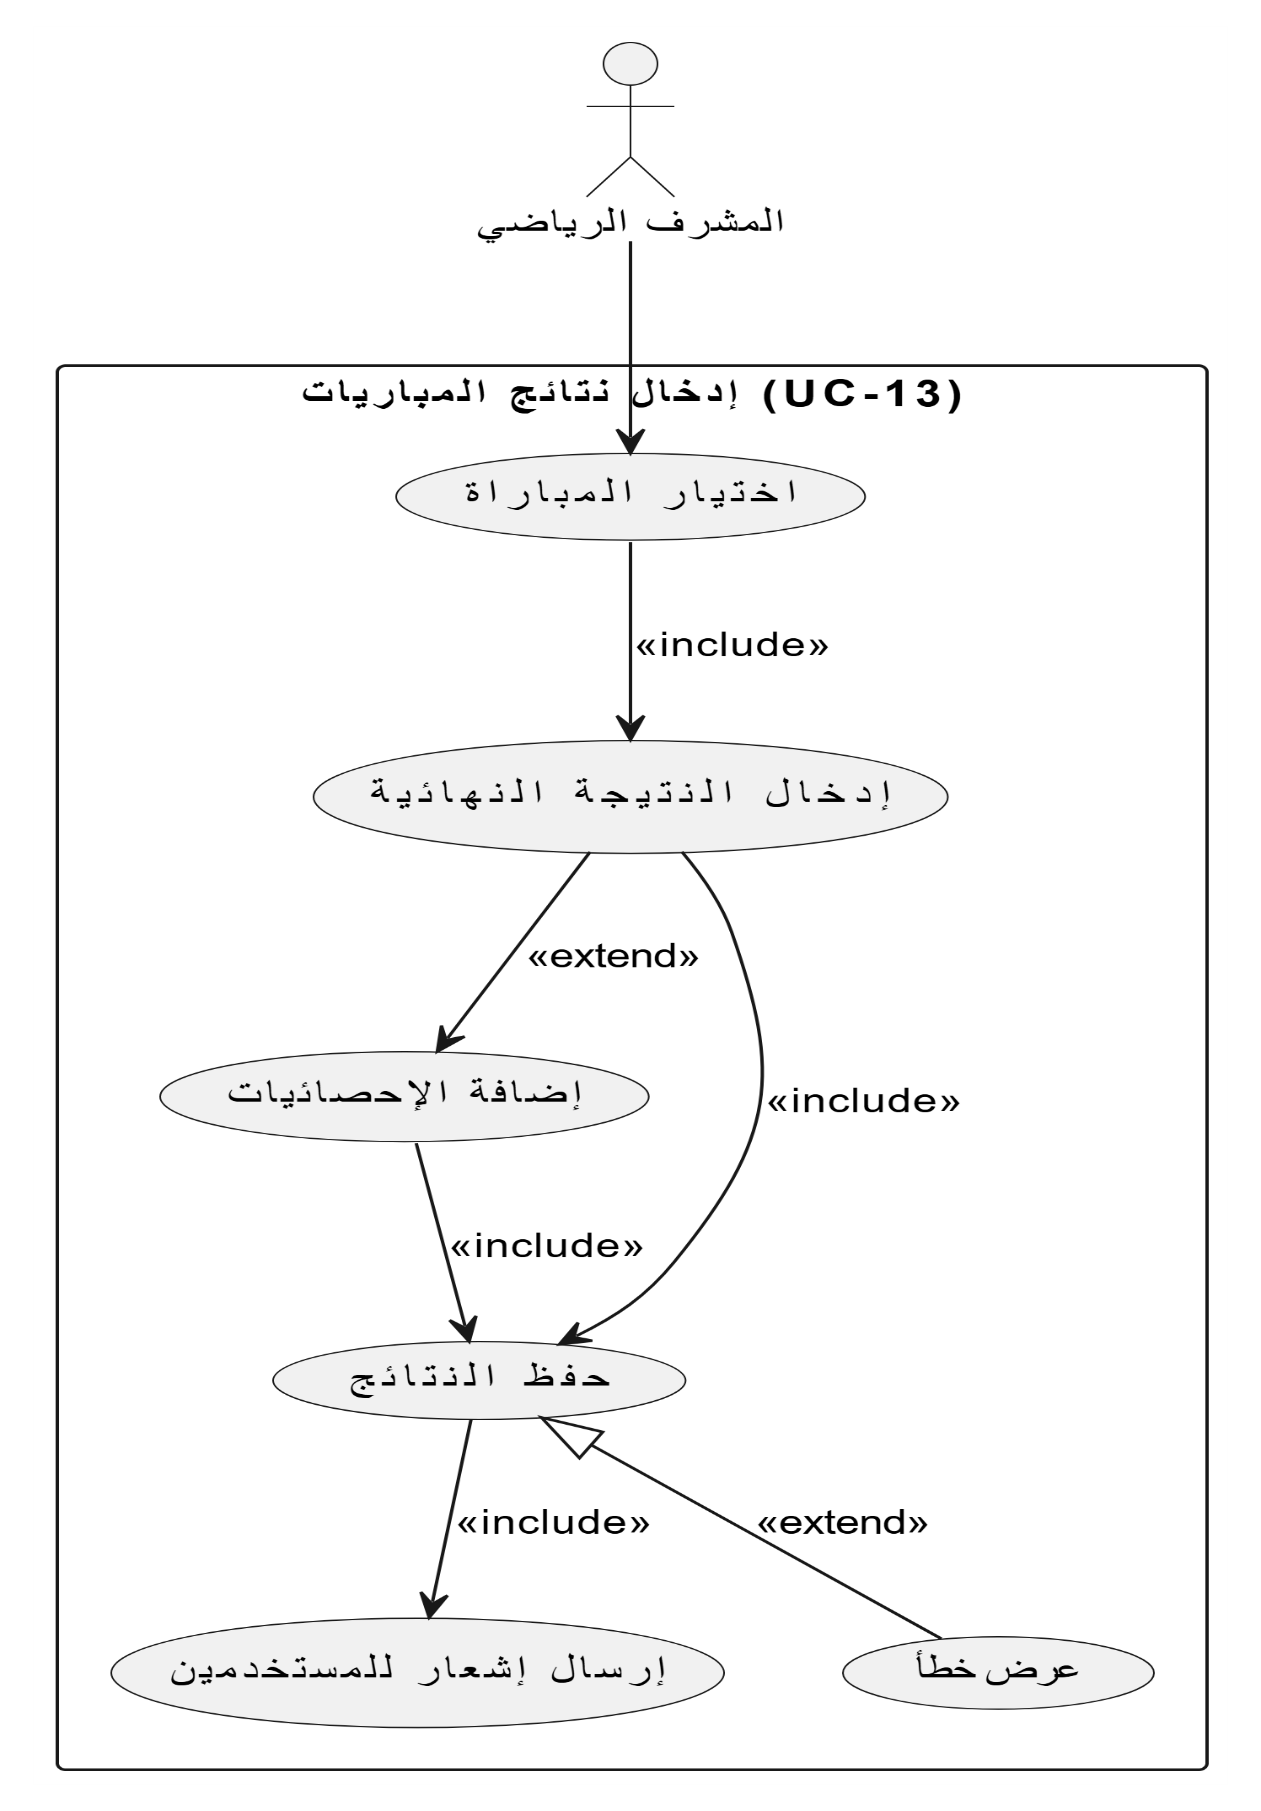 المشرف الرياضي
إدخال نتائج المباريات (UC-13)
اختيار المباراة
«include»
إدخال النتيجة النهائية
«extend»
إضافة الإحصائيات
«include»
«include»
حفظ النتائج
«include»
«extend»
إرسال إشعار للمستخدمين
عرض خطأ